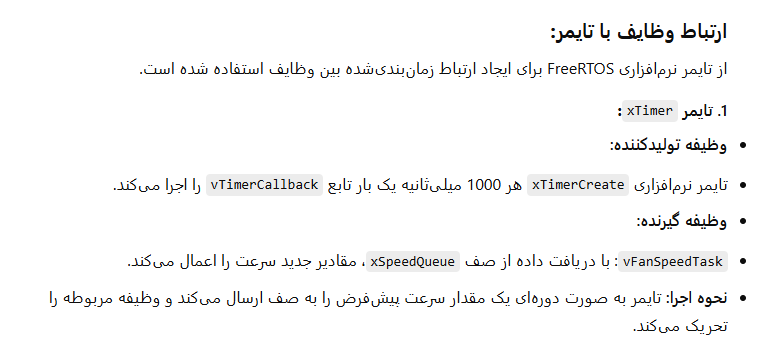 ارتباط وظایف با تایمر:
از تایمر نرم‌افزاری FreeRTOS برای ایجاد ارتباط زمان‌بندی‌شده بین وظایف استفاده شده است.
1. تایمر xTimer:
وظیفه تولیدکننده:
تایمر نرم‌افزاری xTimerCreate هر 1000 میلی‌ثانیه یک بار تابع vTimerCallback را اجرا می‌کند.
وظیفه گیرنده:
vFanSpeedTask: با دریافت داده از صف xSpeedQueue، مقادیر جدید سرعت را اعمال می‌کند.
نحوه اجرا: تایمر به صورت دوره‌ای یک مقدار سرعت پیش‌فرض را به صف ارسال می‌کند و وظیفه مربوطه را
تحریک می‌کند.